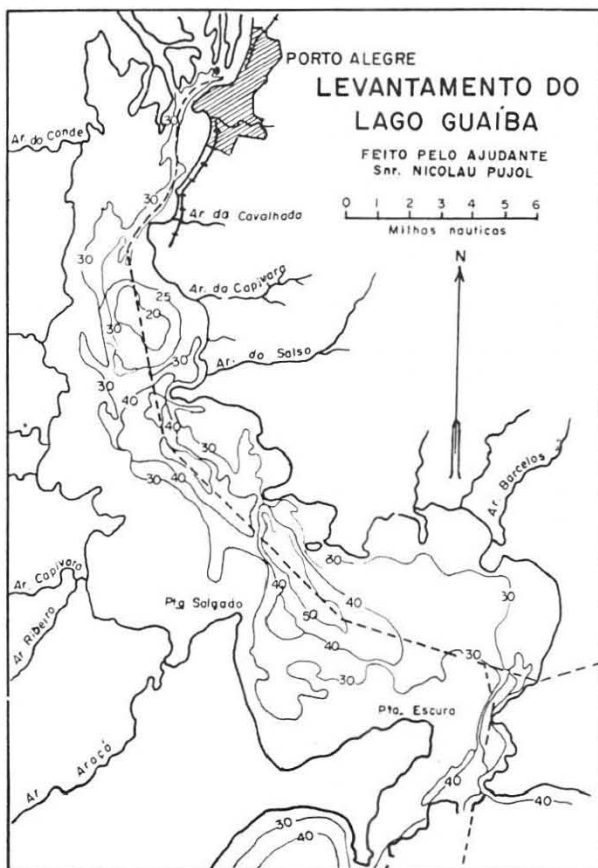 PORTO ALEGRE
LEVANTAMENTO DO
LAGO GUAÍBA
FEITO PELO AJUDANTE
Snr. NICOLAU PUJOL
0 1 2 3 4 5 6
Milhas nauticas
N
30
Ar. do Conde
30
Ar. da Cavalhada
30
Ar. da Capivara
25
20
30
30
Ar. do Salso
30
40
40
30
30
40
Ar. Barcelos
30
30
Ar. Capivara
Ptg Salgado
40
40
50
40
Ar. Ribeiro
30
30
Pta. Escura
Ar. Araçá
40
40
30
40